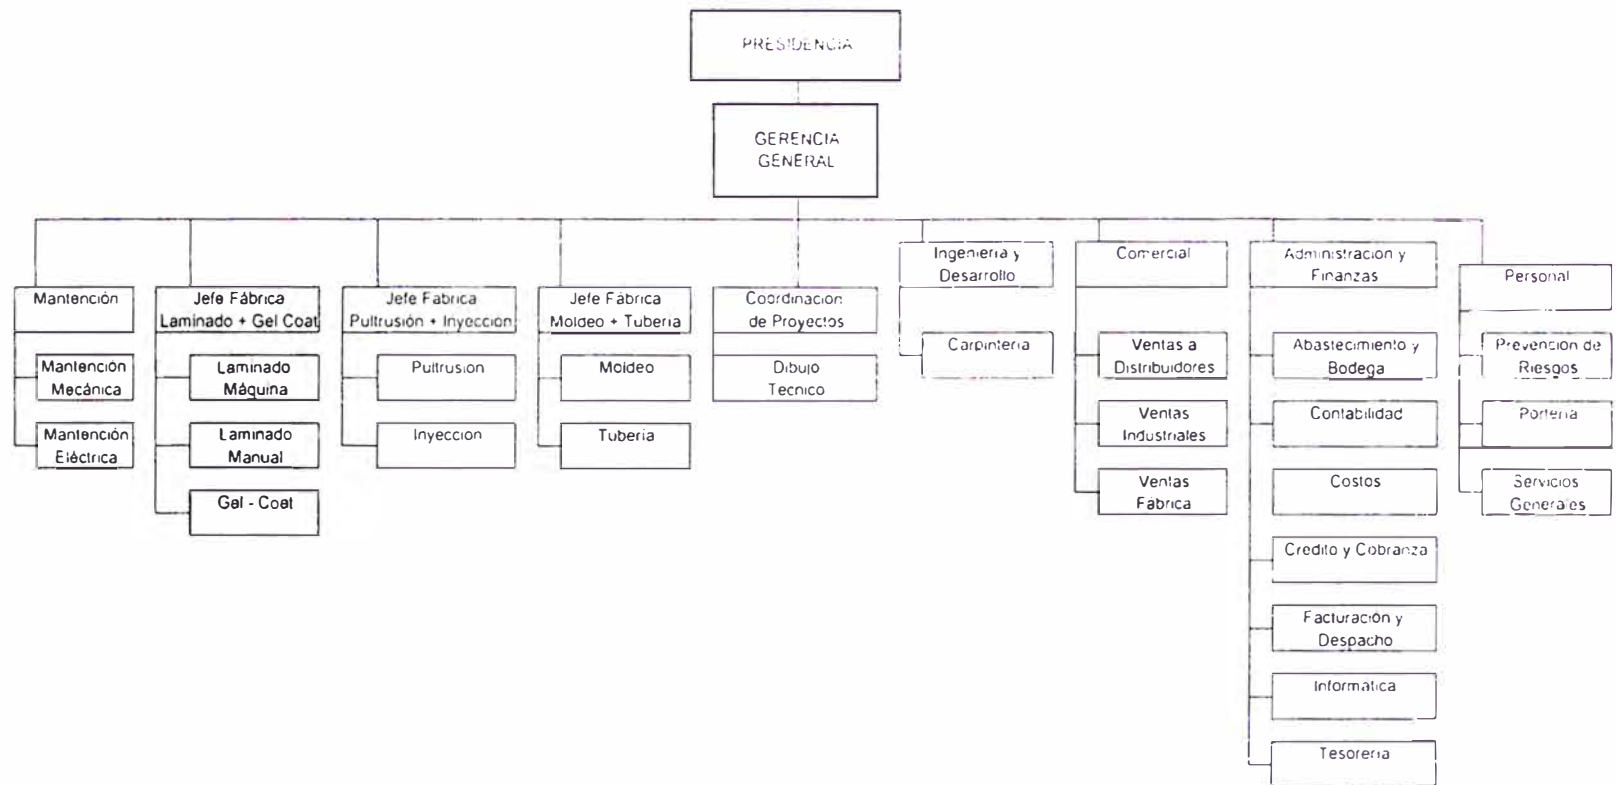 PRESIDENCIA
GERENCIA
GENERAL
Mantención
Mantención
Mecánica
Mantención
Eléctrica
Jefe Fábrica
Laminado + Gel Coat
Laminado
Máquina
Laminado
Manual
Gel - Coat
Jefe Fabrica
Pultrusión + Inyeccion
Pultrusion
Inyeccion
Jefe Fábrica
Moldeo + Tuberia
Moldeo
Tuberia
Coordinacion
de Proyectos
Dibujo
Tecnico
Ingenieria y
Desarrollo
Carpinteria
Comercial
Ventas a
Distribuidores
Ventas
Industriales
Ventas
Fábrica
Administracion y
Finanzas
Abastecimiento y
Bodega
Contabilidad
Costos
Credito y Cobranza
Facturación y
Despacho
Informatica
Tesoreria
Personal
Prevencion de
Riesgos
Porteria
Servicios
Generales